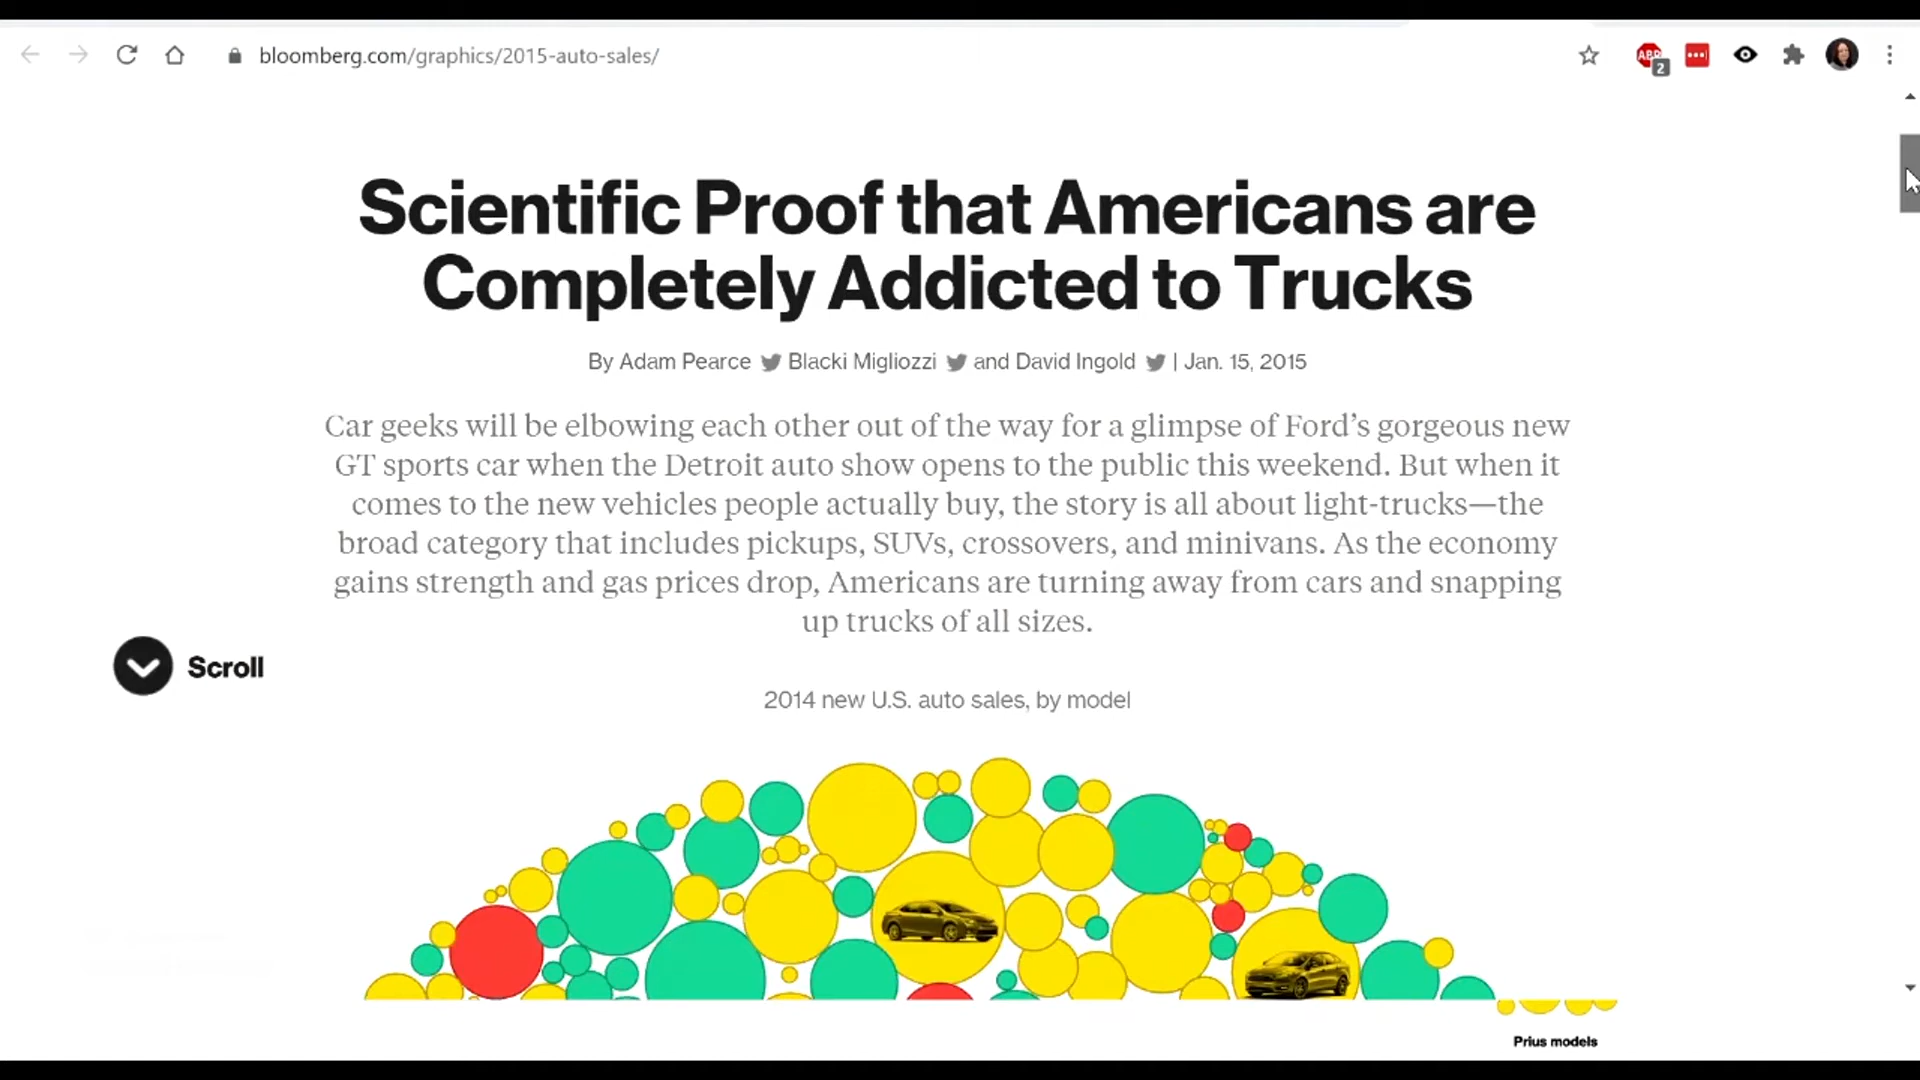 bloomberg.com/graphics/2015-auto-sales/
ABP
2
Scientific Proof that Americans are
Completely Addicted to Trucks
By Adam Pearce Blacki Migliozzi and David Ingold | Jan. 15, 2015
Car geeks will be elbowing each other out of the way for a glimpse of Ford’s gorgeous new
GT sports car when the Detroit auto show opens to the public this weekend. But when it
comes to the new vehicles people actually buy, the story is all about light-trucks—the
broad category that includes pickups, SUVs, crossovers, and minivans. As the economy
gains strength and gas prices drop, Americans are turning away from cars and snapping
up trucks of all sizes.
Scroll
2014 new U.S. auto sales, by model
Prius models